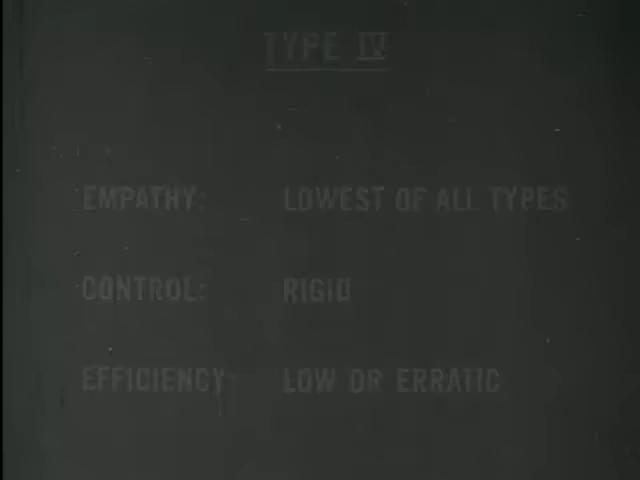 TYPE IV
EMPATHY: LOWEST OF ALL TYPES
CONTROL: RIGID
EFFICIENCY: LOW OR ERRATIC